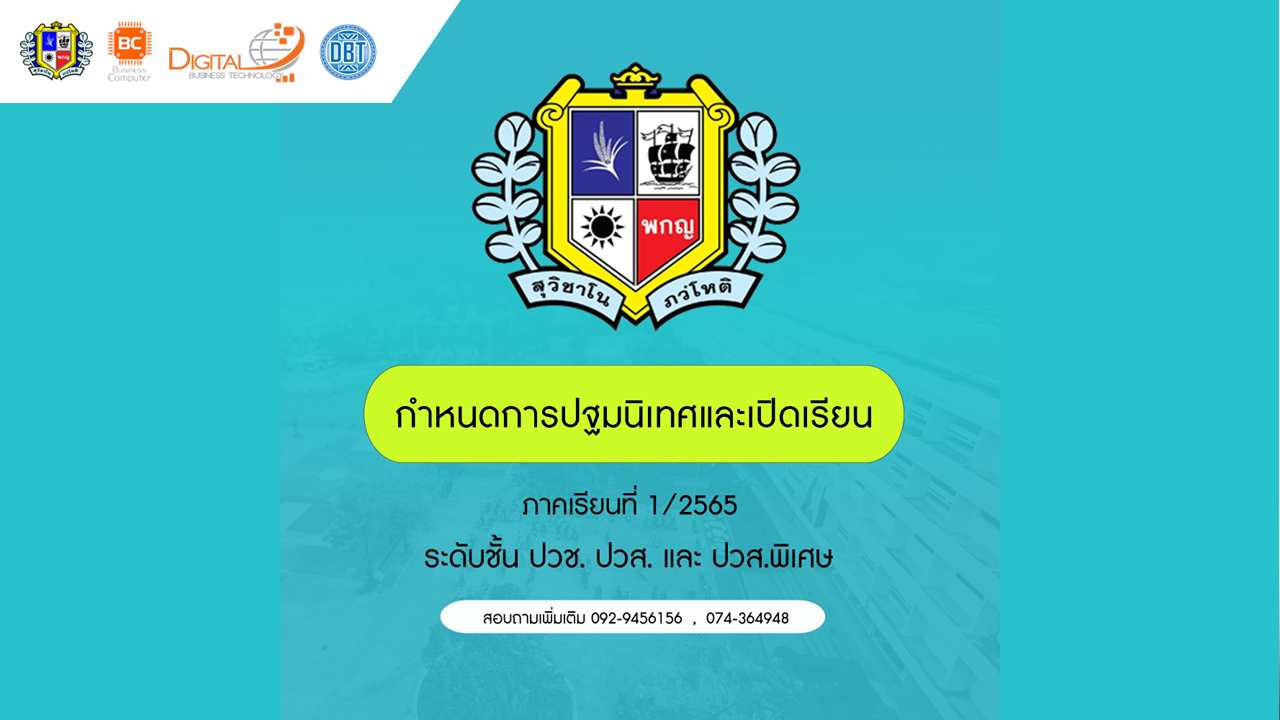 BC
Business
Computer
DIGITAL
BUSINESS TECHNOLOGY
DBT
พกญ
สุวิชาโน ภวํโหติ
กำหนดการปฐมนิเทศและเปิดเรียน
ภาคเรียนที่ 1/2565
ระดับชั้น ปวช. ปวส. และ ปวส.พิเศษ
สอบถามเพิ่มเติม 092-9456156 , 074-364948